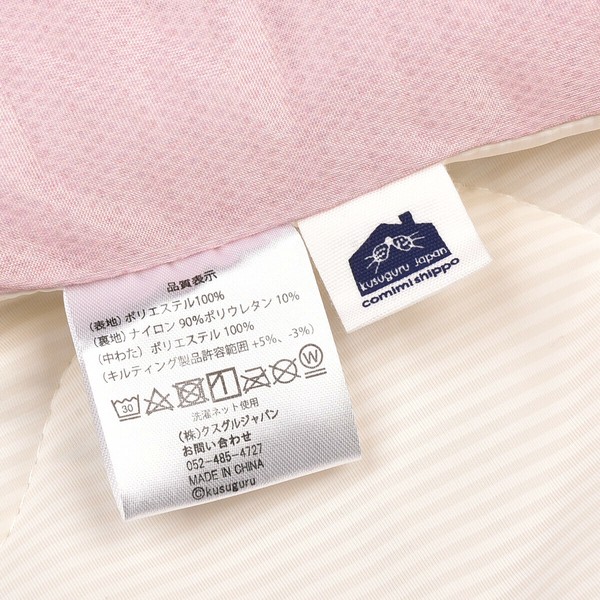 品質表示
(表地) ポリエステル100%
(裏地) ナイロン 90%ポリウレタン 10%
(中わた) ポリエステル 100%
(キルティング製品許容範囲 +5%、-3%)
30
W
洗濯ネット使用
(株)クスグルジャパン
お問い合わせ
052-485-4727
MADE IN CHINA
©kusuguru
kusuguru Japan
comimishippo